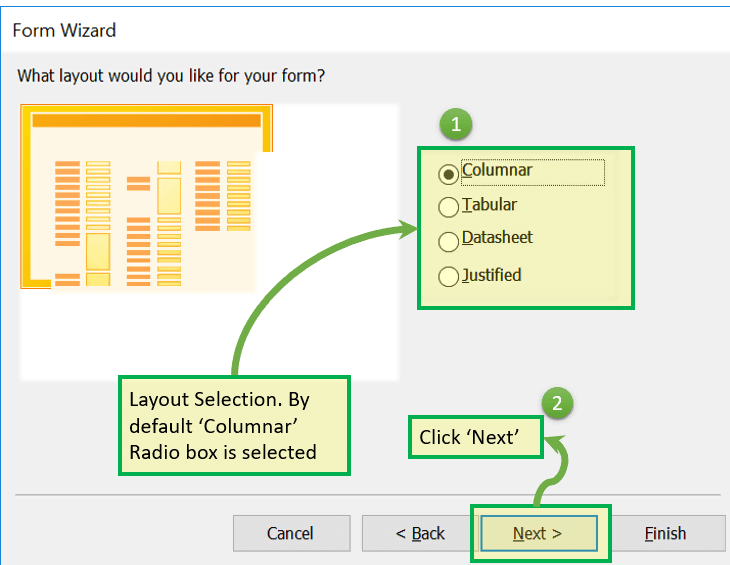 Form Wizard
What layout would you like for your form?
1
Columnar
Tabular
Datasheet
Justified
Layout Selection. By
default ‘Columnar’
Radio box is selected
2
Click ‘Next’
Cancel
< Back
Next >
Finish